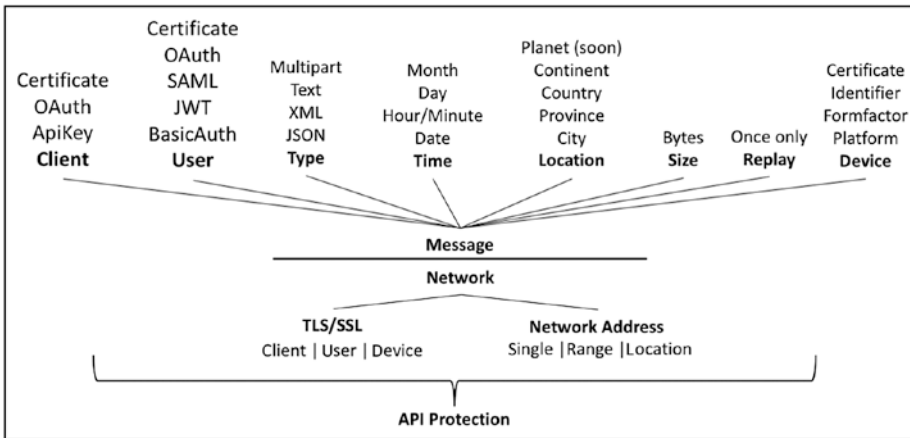 Certificate
OAuth
ApiKey
Client
Certificate
OAuth
SAML
JWT
BasicAuth
User
Multipart
Text
XML
JSON
Type
Month
Day
Hour/Minute
Date
Time
Planet (soon)
Continent
Country
Province
City
Location
Bytes
Size
Once only
Replay
Certificate
Identifier
Formfactor
Platform
Device
Message
Network
TLS/SSL
Client | User | Device
Network Address
Single |Range |Location
API Protection